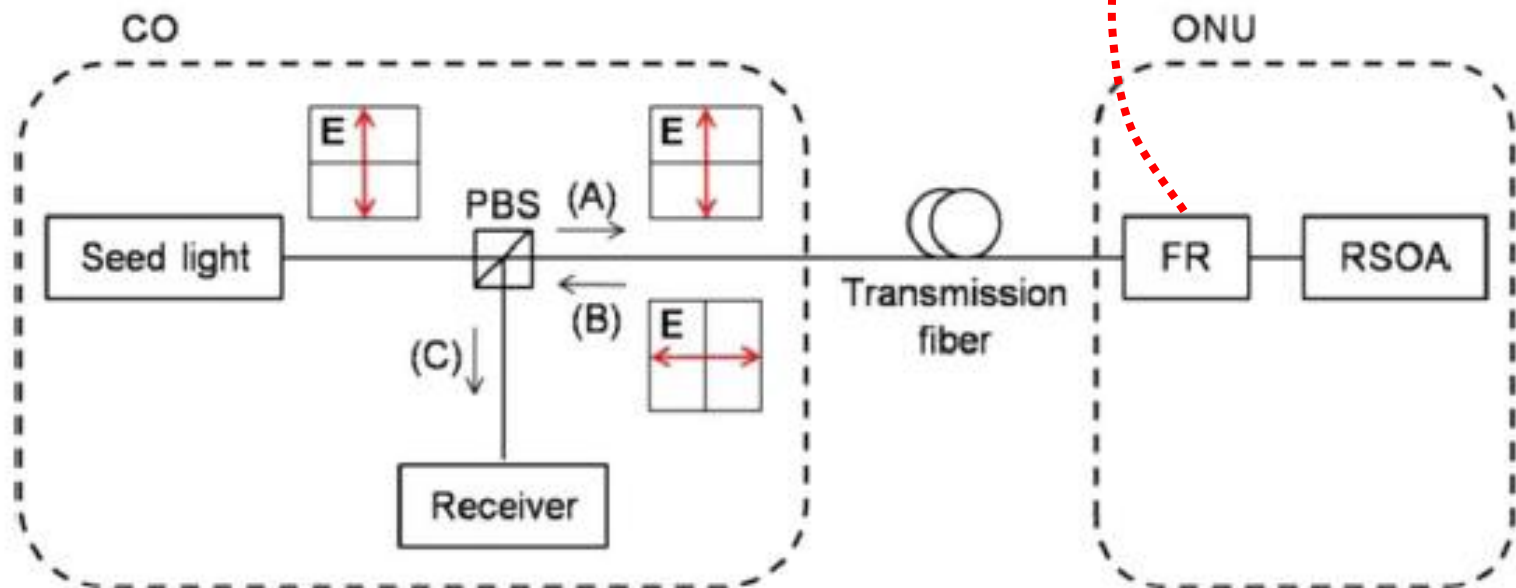 CO
ONU
E
E
PBS
(A)
Seed light
FR
RSOA
Transmission
fiber
(B)
E
(C)
Receiver